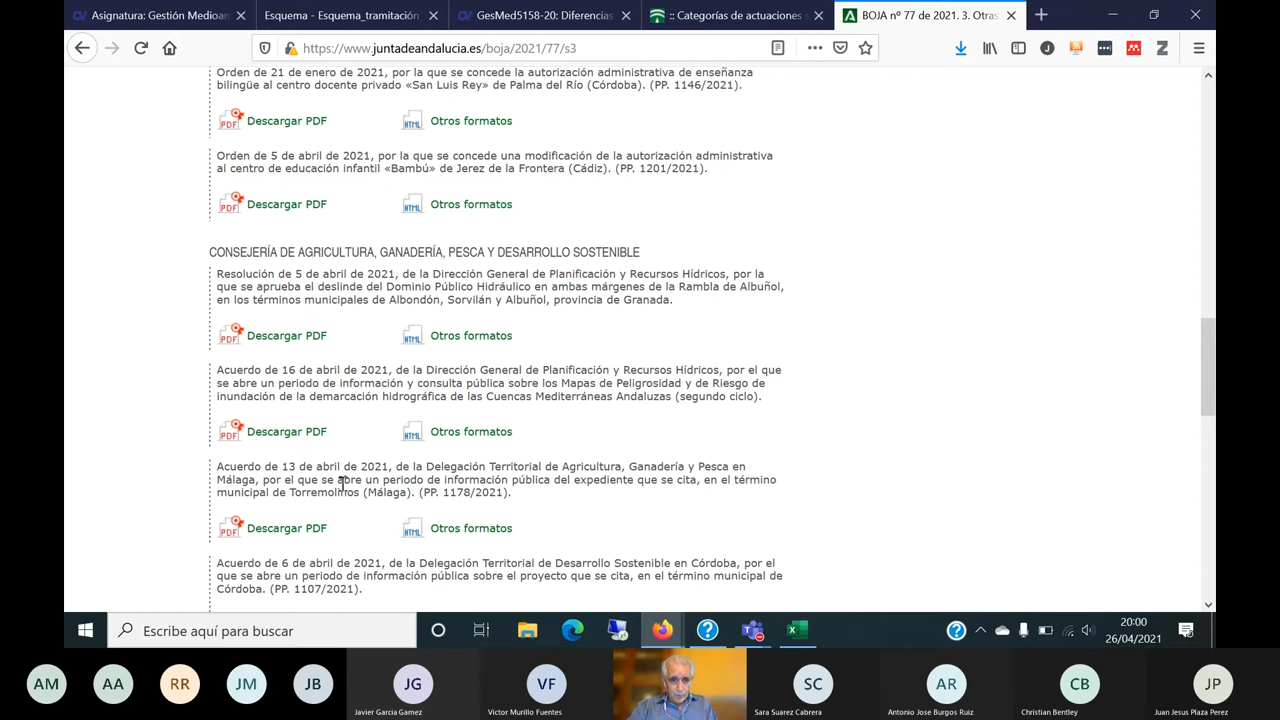 Asignatura: Gestión Medioam
Esquema - Esquema_tramitación_
GesMed5158-20: Diferencias
:: Categorías de actuaciones s
BOJA nº 77 de 2021. 3. Otras
https://www.juntadeandalucia.es/boja/2021/77/s3
Orden de 21 de enero de 2021, por la que se concede la autorización administrativa de enseñanza
bilingüe al centro docente privado «San Luis Rey» de Palma del Río (Córdoba). (PP. 1146/2021).
PDF Descargar PDF
HTML Otros formatos
Orden de 5 de abril de 2021, por la que se concede una modificación de la autorización administrativa
al centro de educación infantil «Bambú» de Jerez de la Frontera (Cádiz). (PP. 1201/2021).
PDF Descargar PDF
HTML Otros formatos
CONSEJERÍA DE AGRICULTURA, GANADERÍA, PESCA Y DESARROLLO SOSTENIBLE
Resolución de 5 de abril de 2021, de la Dirección General de Planificación y Recursos Hídricos, por la
que se aprueba el deslinde del Dominio Público Hidráulico en ambas márgenes de la Rambla de Albuñol,
en los términos municipales de Albondón, Sorvilán y Albuñol, provincia de Granada.
PDF Descargar PDF
HTML Otros formatos
Acuerdo de 16 de abril de 2021, de la Dirección General de Planificación y Recursos Hídricos, por el que
se abre un periodo de información y consulta pública sobre los Mapas de Peligrosidad y de Riesgo de
inundación de la demarcación hidrográfica de las Cuencas Mediterráneas Andaluzas (segundo ciclo).
PDF Descargar PDF
HTML Otros formatos
Acuerdo de 13 de abril de 2021, de la Delegación Territorial de Agricultura, Ganadería y Pesca en
Málaga, por el que se abre un periodo de información pública del expediente que se cita, en el término
municipal de Torremolinos (Málaga). (PP. 1178/2021).
PDF Descargar PDF
HTML Otros formatos
Acuerdo de 6 de abril de 2021, de la Delegación Territorial de Desarrollo Sostenible en Córdoba, por el
que se abre un periodo de información pública sobre el proyecto que se cita, en el término municipal de
Córdoba. (PP. 1107/2021).
Escribe aquí para buscar
20:00
26/04/2021
AM
AA
RR
JM
JB
JG
Javier Garcia Gamez
VF
Victor Murillo Fuentes
SC
Sara Suarez Cabrera
AR
Antonio Jose Burgos Ruiz
CB
Christian Bentley
JP
Juan Jesus Plaza Perez